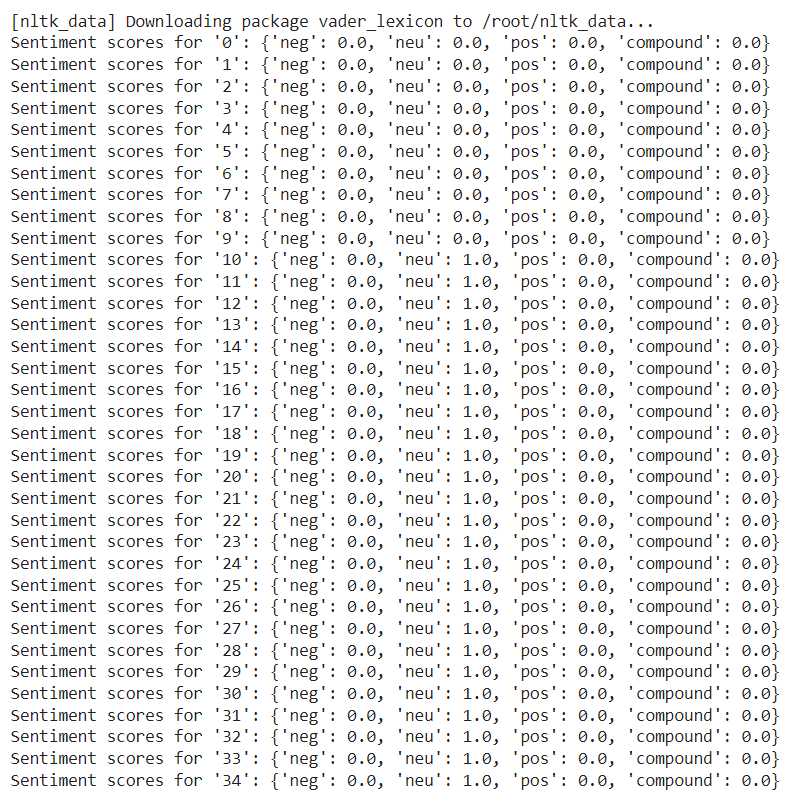 [nltk_data] Downloading package vader_lexicon to /root/nltk_data...
Sentiment scores for '0': {'neg': 0.0, 'neu': 0.0, 'pos': 0.0, 'compound': 0.0}
Sentiment scores for '1': {'neg': 0.0, 'neu': 0.0, 'pos': 0.0, 'compound': 0.0}
Sentiment scores for '2': {'neg': 0.0, 'neu': 0.0, 'pos': 0.0, 'compound': 0.0}
Sentiment scores for '3': {'neg': 0.0, 'neu': 0.0, 'pos': 0.0, 'compound': 0.0}
Sentiment scores for '4': {'neg': 0.0, 'neu': 0.0, 'pos': 0.0, 'compound': 0.0}
Sentiment scores for '5': {'neg': 0.0, 'neu': 0.0, 'pos': 0.0, 'compound': 0.0}
Sentiment scores for '6': {'neg': 0.0, 'neu': 0.0, 'pos': 0.0, 'compound': 0.0}
Sentiment scores for '7': {'neg': 0.0, 'neu': 0.0, 'pos': 0.0, 'compound': 0.0}
Sentiment scores for '8': {'neg': 0.0, 'neu': 0.0, 'pos': 0.0, 'compound': 0.0}
Sentiment scores for '9': {'neg': 0.0, 'neu': 0.0, 'pos': 0.0, 'compound': 0.0}
Sentiment scores for '10': {'neg': 0.0, 'neu': 1.0, 'pos': 0.0, 'compound': 0.0}
Sentiment scores for '11': {'neg': 0.0, 'neu': 1.0, 'pos': 0.0, 'compound': 0.0}
Sentiment scores for '12': {'neg': 0.0, 'neu': 1.0, 'pos': 0.0, 'compound': 0.0}
Sentiment scores for '13': {'neg': 0.0, 'neu': 1.0, 'pos': 0.0, 'compound': 0.0}
Sentiment scores for '14': {'neg': 0.0, 'neu': 1.0, 'pos': 0.0, 'compound': 0.0}
Sentiment scores for '15': {'neg': 0.0, 'neu': 1.0, 'pos': 0.0, 'compound': 0.0}
Sentiment scores for '16': {'neg': 0.0, 'neu': 1.0, 'pos': 0.0, 'compound': 0.0}
Sentiment scores for '17': {'neg': 0.0, 'neu': 1.0, 'pos': 0.0, 'compound': 0.0}
Sentiment scores for '18': {'neg': 0.0, 'neu': 1.0, 'pos': 0.0, 'compound': 0.0}
Sentiment scores for '19': {'neg': 0.0, 'neu': 1.0, 'pos': 0.0, 'compound': 0.0}
Sentiment scores for '20': {'neg': 0.0, 'neu': 1.0, 'pos': 0.0, 'compound': 0.0}
Sentiment scores for '21': {'neg': 0.0, 'neu': 1.0, 'pos': 0.0, 'compound': 0.0}
Sentiment scores for '22': {'neg': 0.0, 'neu': 1.0, 'pos': 0.0, 'compound': 0.0}
Sentiment scores for '23': {'neg': 0.0, 'neu': 1.0, 'pos': 0.0, 'compound': 0.0}
Sentiment scores for '24': {'neg': 0.0, 'neu': 1.0, 'pos': 0.0, 'compound': 0.0}
Sentiment scores for '25': {'neg': 0.0, 'neu': 1.0, 'pos': 0.0, 'compound': 0.0}
Sentiment scores for '26': {'neg': 0.0, 'neu': 1.0, 'pos': 0.0, 'compound': 0.0}
Sentiment scores for '27': {'neg': 0.0, 'neu': 1.0, 'pos': 0.0, 'compound': 0.0}
Sentiment scores for '28': {'neg': 0.0, 'neu': 1.0, 'pos': 0.0, 'compound': 0.0}
Sentiment scores for '29': {'neg': 0.0, 'neu': 1.0, 'pos': 0.0, 'compound': 0.0}
Sentiment scores for '30': {'neg': 0.0, 'neu': 1.0, 'pos': 0.0, 'compound': 0.0}
Sentiment scores for '31': {'neg': 0.0, 'neu': 1.0, 'pos': 0.0, 'compound': 0.0}
Sentiment scores for '32': {'neg': 0.0, 'neu': 1.0, 'pos': 0.0, 'compound': 0.0}
Sentiment scores for '33': {'neg': 0.0, 'neu': 1.0, 'pos': 0.0, 'compound': 0.0}
Sentiment scores for '34': {'neg': 0.0, 'neu': 1.0, 'pos': 0.0, 'compound': 0.0}